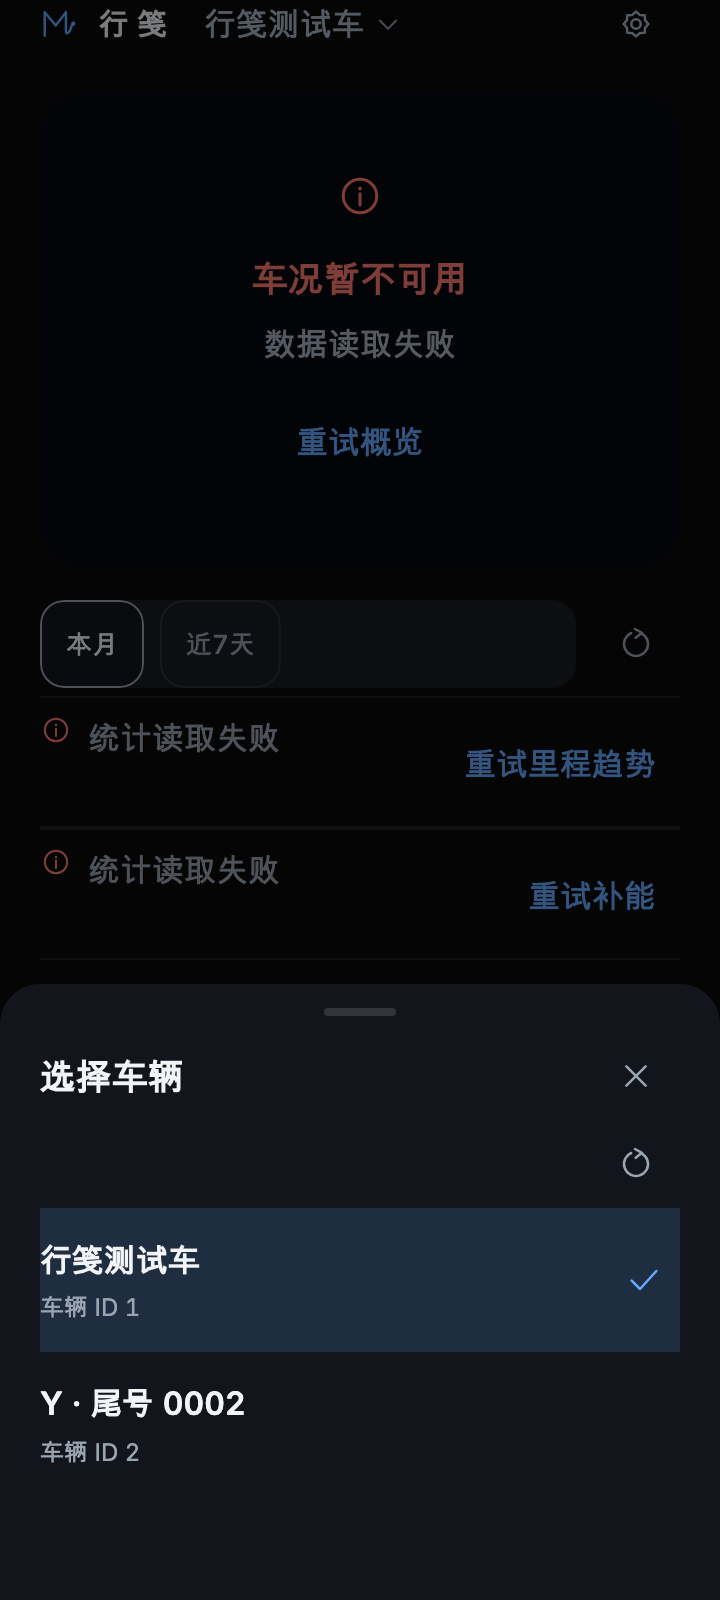 行 笺 行笺测试车
车况暂不可用
数据读取失败
重试概览
本月 近7天
统计读取失败
重试里程趋势
统计读取失败
重试补能
选择车辆
行笺测试车
车辆 ID 1
Y · 尾号 0002
车辆 ID 2